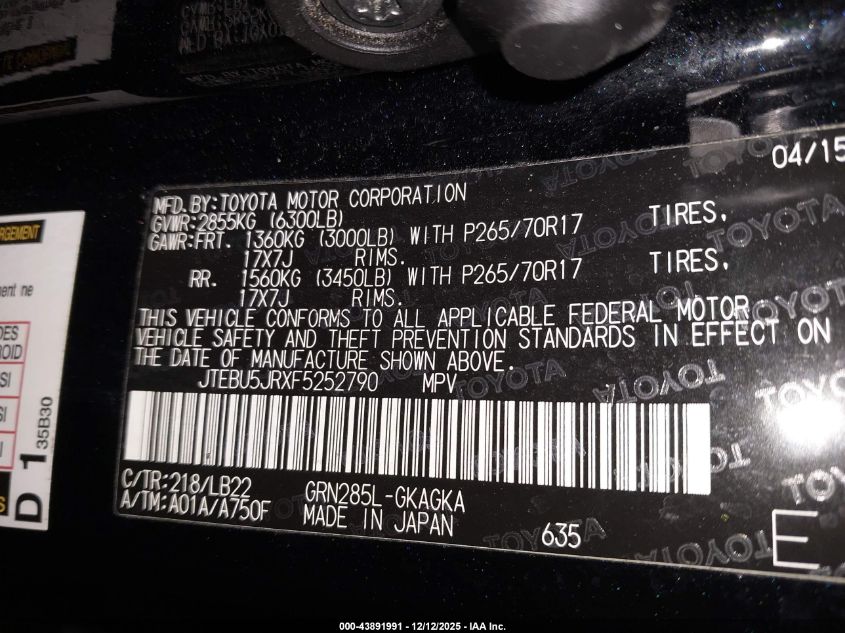 04/15
MFD.BY:TOYOTA MOTOR CORPORATION
GVWR:2855KG (6300LB)
GAWR:FRT. 1360KG (3000LB) WITH P265/70R17 TIRES,
17X7J RIMS.
RR. 1560KG (3450LB) WITH P265/70R17 TIRES,
17X7J RIMS.
THIS VEHICLE CONFORMS TO ALL APPLICABLE FEDERAL MOTOR
VEHICLE SAFETY AND THEFT PREVENTION STANDARDS IN EFFECT ON
THE DATE OF MANUFACTURE SHOWN ABOVE.
JTEBU5JRXF5252790 MPV
C/TR:218/LB22 GRN285L-GKAGKA
A/TM:A01A/A750F MADE IN JAPAN 635
E
D 1 35B30
000-43891991 - 12/12/2025 - IAA Inc.